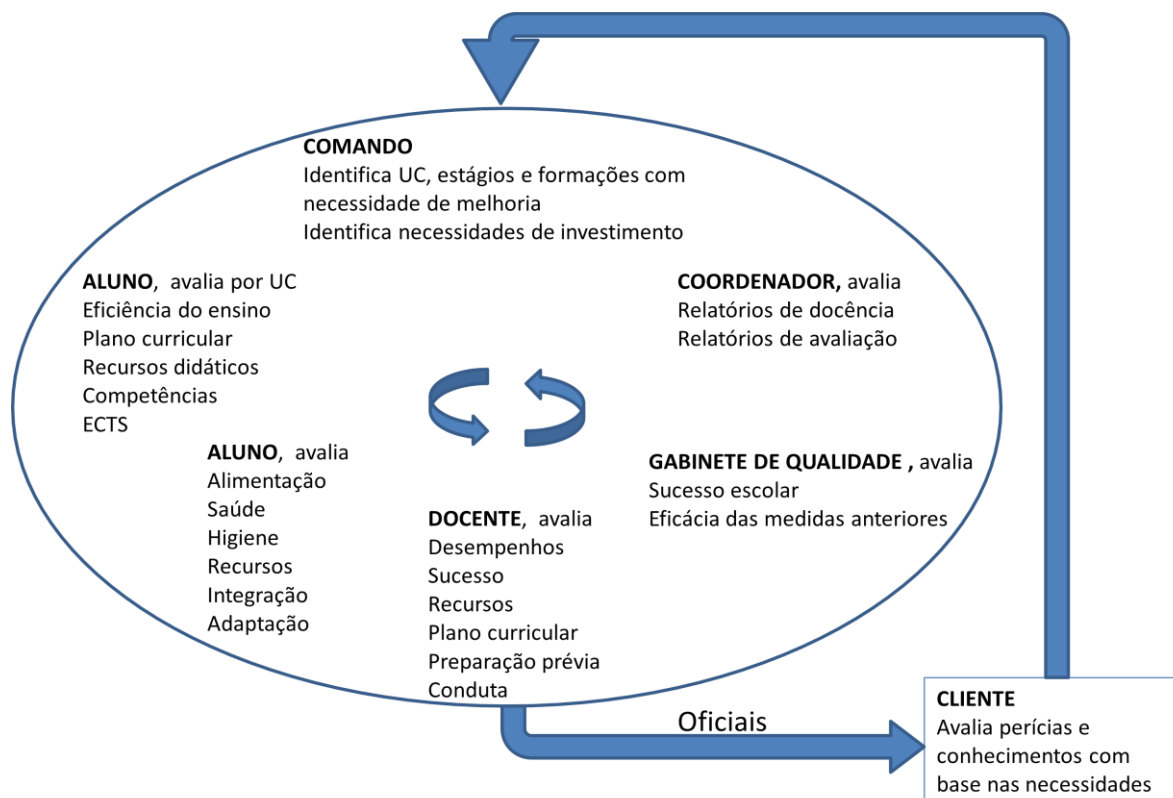 COMANDO
Identifica UC, estágios e formações com
necessidade de melhoria
Identifica necessidades de investimento
ALUNO, avalia por UC
Eficiência do ensino
Plano curricular
Recursos didáticos
Competências
ECTS
COORDENADOR, avalia
Relatórios de docência
Relatórios de avaliação
ALUNO, avalia
Alimentação
Saúde
Higiene
Recursos
Integração
Adaptação
DOCENTE, avalia
Desempenhos
Sucesso
Recursos
Plano curricular
Preparação prévia
Conduta
GABINETE DE QUALIDADE , avalia
Sucesso escolar
Eficácia das medidas anteriores
Oficiais
CLIENTE
Avalia perícias e
conhecimentos com
base nas necessidades